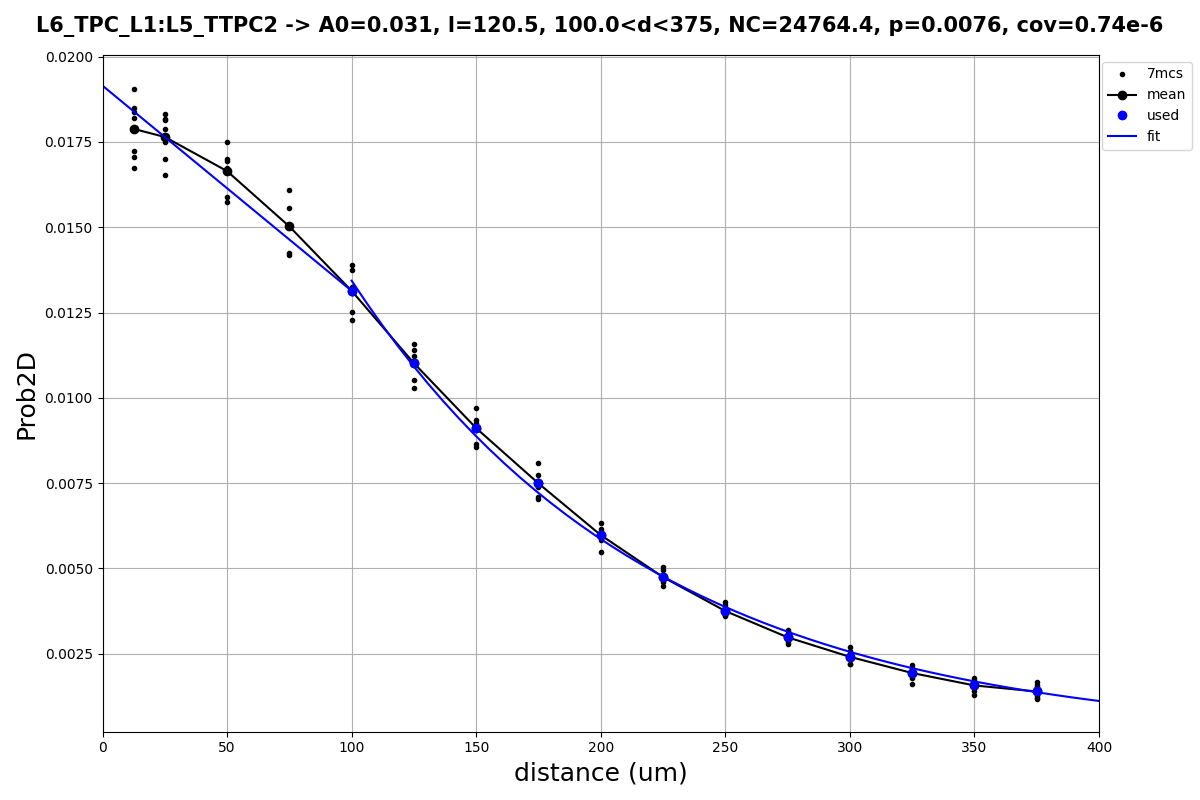 L6_TPC_L1:L5_TTPC2 -> A0=0.031, l=120.5, 100.0<d<375, NC=24764.4, p=0.0076, cov=0.74e-6
0.0200
0.0175
0.0150
0.0125
0.0100
0.0075
0.0050
0.0025
Prob2D
0
50
100
150
200
250
300
350
400
distance (um)
7mcs
mean
used
fit